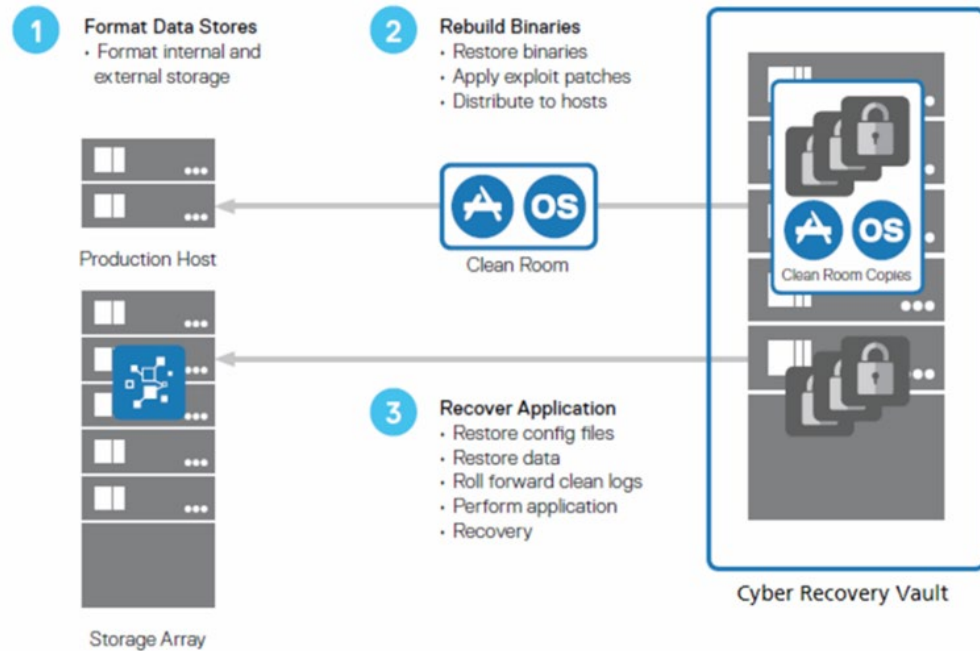 1
Format Data Stores
• Format internal and
external storage
2
Rebuild Binaries
• Restore binaries
• Apply exploit patches
• Distribute to hosts
Production Host
OS
Clean Room
OS
Clean Room Copies
3
Recover Application
• Restore config files
• Restore data
• Roll forward clean logs
• Perform application
• Recovery
Storage Array
Cyber Recovery Vault